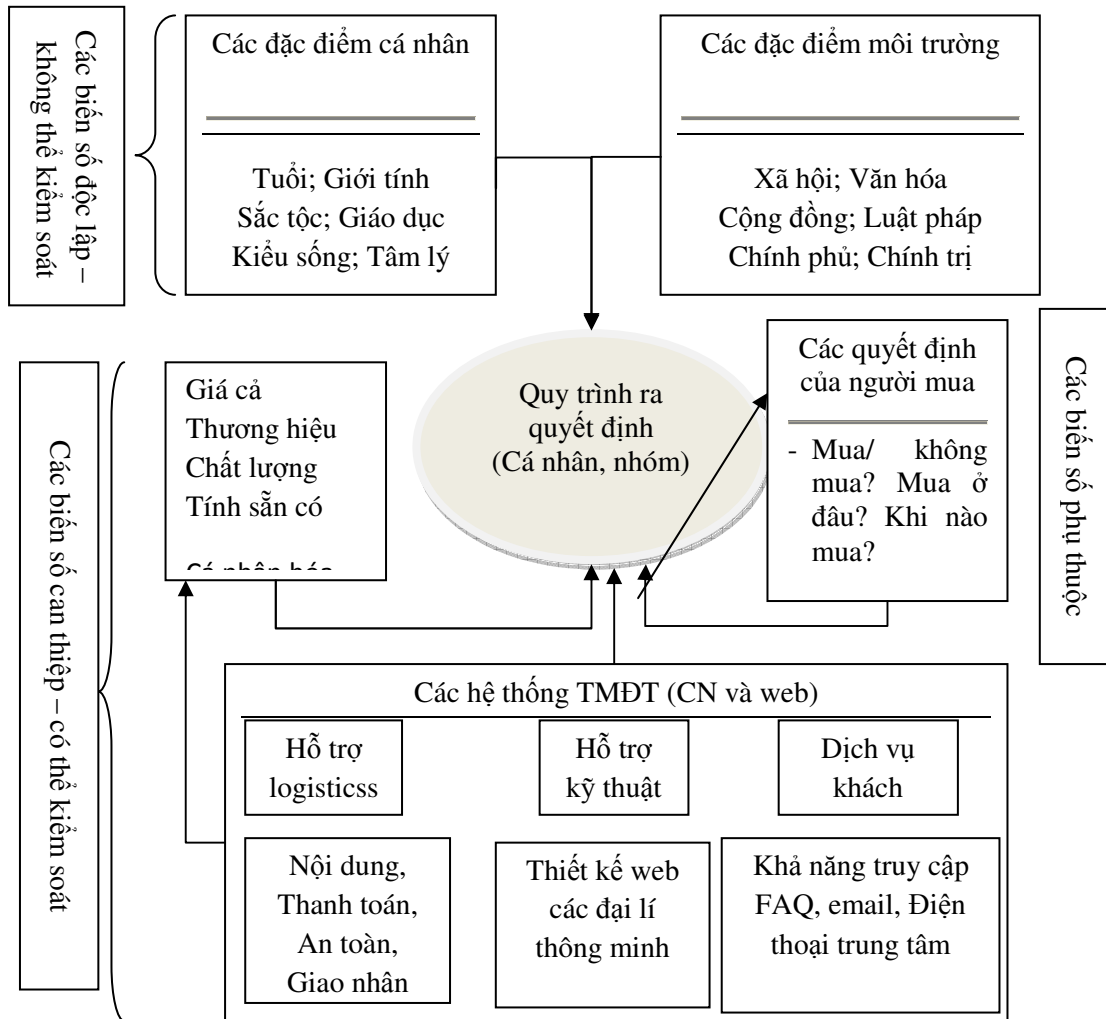 Các biến số độc lập –
không thể kiểm soát
Các đặc điểm cá nhân
Tuổi; Giới tính
Sắc tộc; Giáo dục
Kiểu sống; Tâm lý
Các đặc điểm môi trường
Xã hội; Văn hóa
Cộng đồng; Luật pháp
Chính phủ; Chính trị
Các biến số can thiệp – có thể kiểm soát
Giá cả
Thương hiệu
Chất lượng
Tính sẵn có
Cá nhân hóa
Quy trình ra
quyết định
(Cá nhân, nhóm)
Các quyết định
của người mua
- Mua/ không
mua? Mua ở
đâu? Khi nào
mua?
Các biến số phụ thuộc
Các hệ thống TMĐT (CN và web)
Hỗ trợ
logisticss
Hỗ trợ
kỹ thuật
Dịch vụ
khách
Nội dung,
Thanh toán,
An toàn,
Giao nhân
Thiết kế web
các đại lí
thông minh
Khả năng truy cập
FAQ, email, Điện
thoại trung tâm